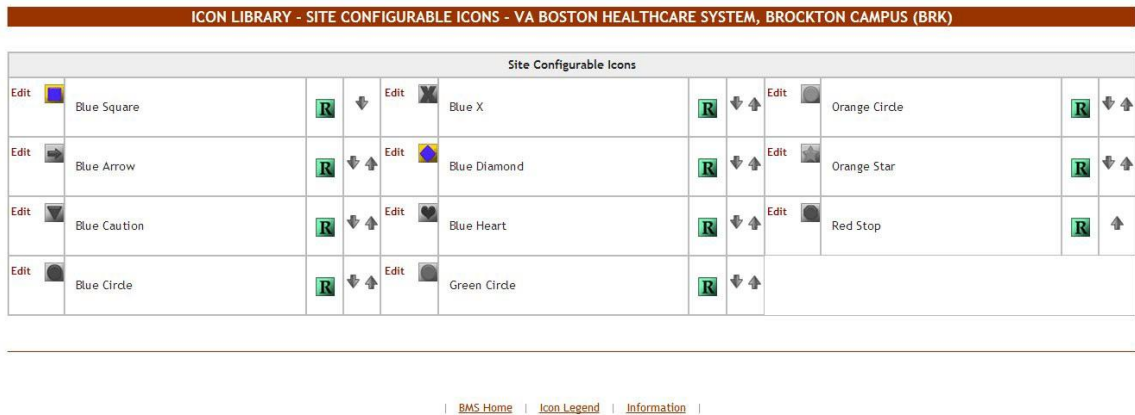 ICON LIBRARY - SITE CONFIGURABLE ICONS - VA BOSTON HEALTHCARE SYSTEM, BROCKTON CAMPUS (BRK)
Site Configurable Icons
Edit Blue Square R Edit Blue X R Edit Orange Circle R
Edit Blue Arrow R Edit Blue Diamond R Edit Orange Star R
Edit Blue Caution R Edit Blue Heart R Edit Red Stop R
Edit Blue Circle R Edit Green Circle R
| BMS Home | Icon Legend | Information |